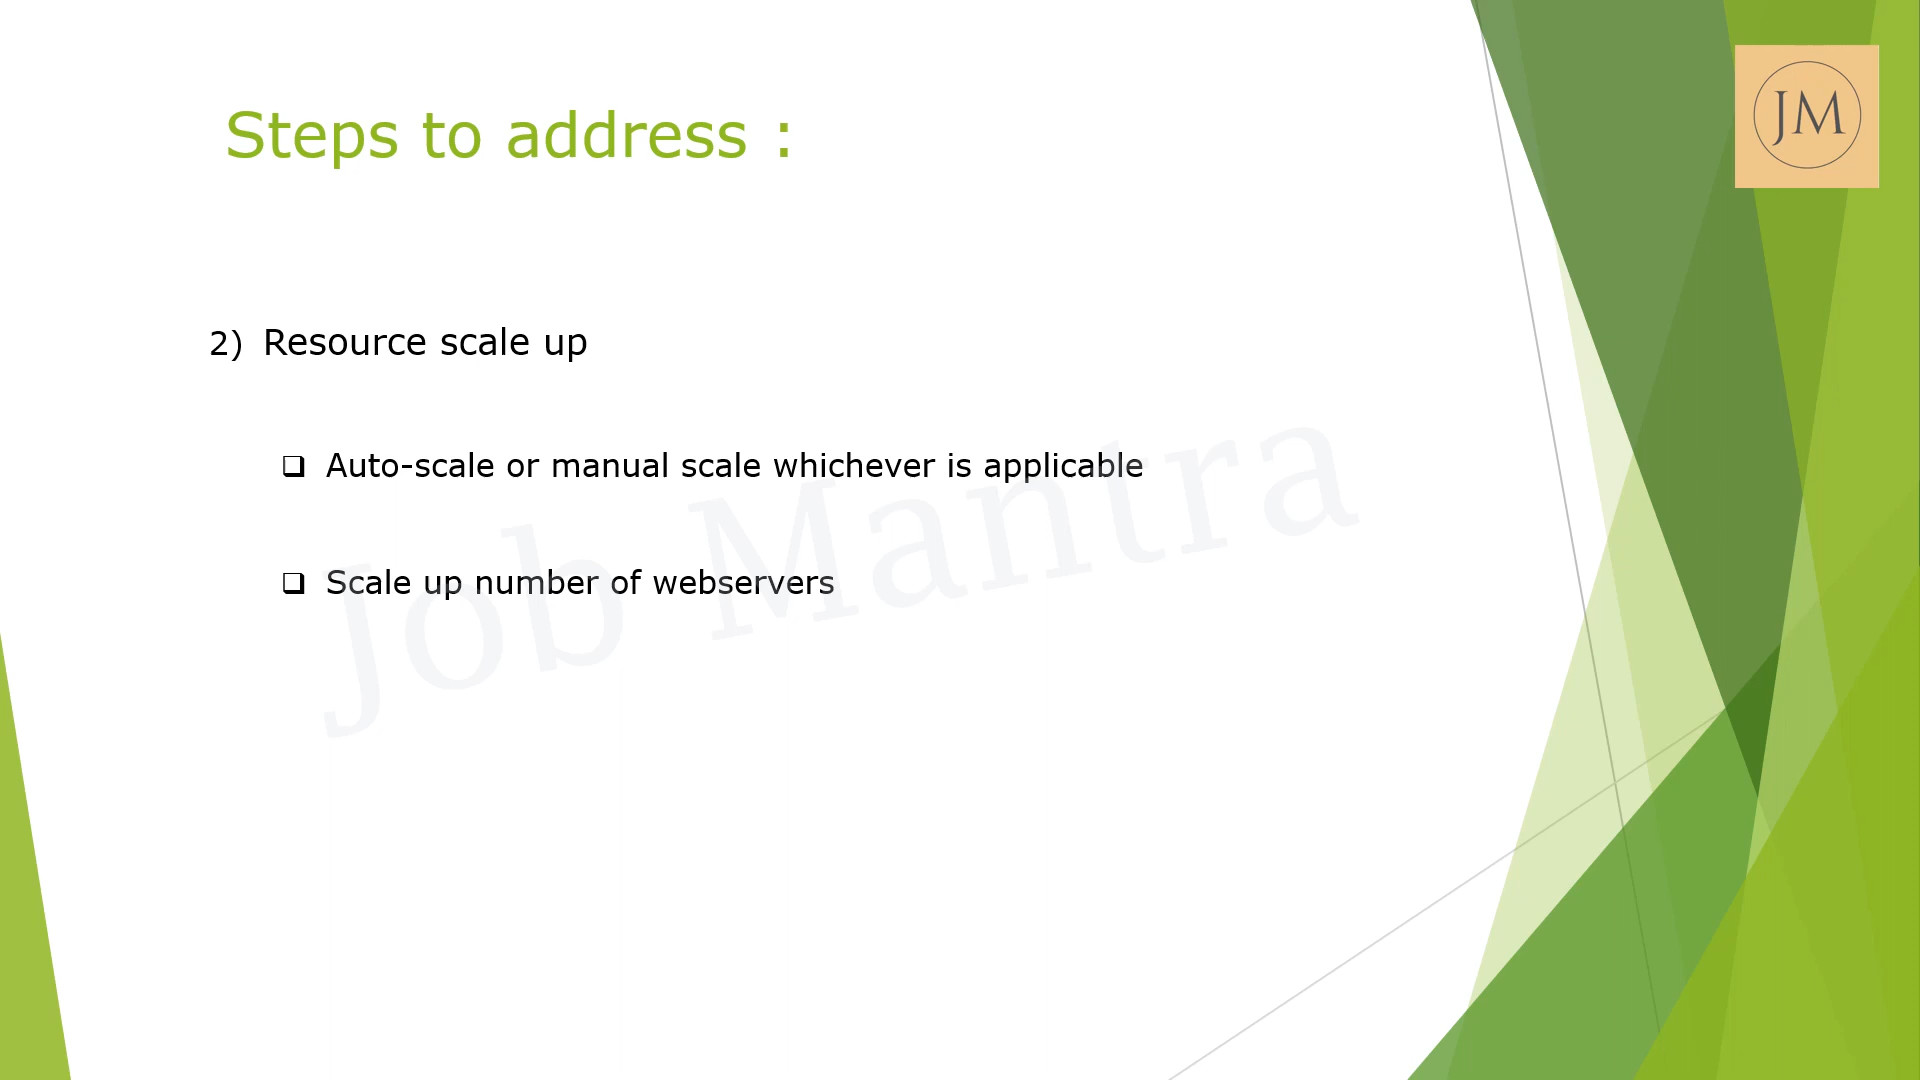 JM
Steps to address :
2) Resource scale up
❑ Auto-scale or manual scale whichever is applicable
❑ Scale up number of webservers
Job Mantra